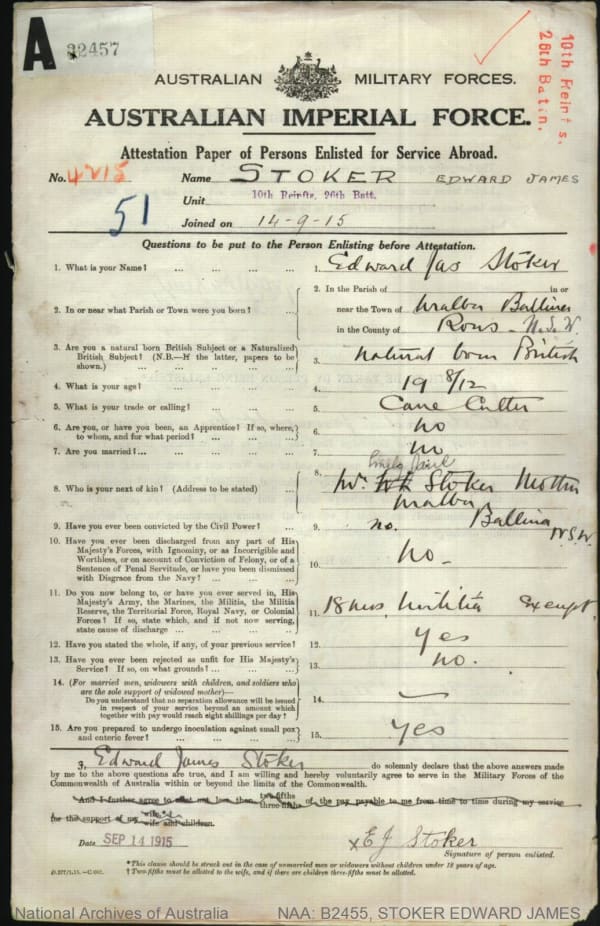 A 32457
10th Reinf's.
26th Batt'n.
AUSTRALIAN MILITARY FORCES.
AUSTRALIAN IMPERIAL FORCE.
Attestation Paper of Persons Enlisted for Service Abroad.
No. 4215 Name STOKER EDWARD JAMES
Unit 10th Reinfts, 26th Batt.
51
Joined on 14-9-15
Questions to be put to the Person Enlisting before Attestation.
1. What is your Name? ... ... ... 1. Edward Jas Stoker
2. In or near what Parish or Town were you born? ... 2. In the Parish of in or
near the Town of Ballina
in the County of Rous - N.S.W.
3. Are you a natural born British Subject or a Naturalized
British Subject? (N.B.—If the latter, papers to be
shown.) ... ... ... 3. natural born British
4. What is your age? ... ... ... 4. 19 8/12
5. What is your trade or calling? ... ... ... 5. Cane Cutter
6. Are you, or have you been, an Apprentice? If so, where,
to whom, and for what period? ... ... ... 6. no
7. Are you married?... ... ... ... 7. no
8. Who is your next of kin? (Address to be stated) ... 8. Stoker Mother
Ballina N.S.W.
9. Have you ever been convicted by the Civil Power? ... 9. no.
10. Have you ever been discharged from any part of His
Majesty's Forces, with Ignominy, or as Incorrigible and
Worthless, or on account of Conviction of Felony, or of a
Sentence of Penal Servitude, or have you been dismissed
with Disgrace from the Navy? ... ... 10. no -
11. Do you now belong to, or have you ever served in, His
Majesty's Army, the Marines, the Militia, the Militia
Reserve, the Territorial Force, Royal Navy, or Colonial
Forces? If so, state which, and if not now serving,
state cause of discharge ... ... ... 11. 18 mos, militia Exempt
12. Have you stated the whole, if any, of your previous service? 12. yes
13. Have you ever been rejected as unfit for His Majesty's
Service? If so, on what grounds? ... ... ... 13. no.
14. (For married men, widowers with children, and soldiers who
are the sole support of widowed mother)—
Do you understand that no separation allowance will be issued
in respect of your service beyond an amount which
together with pay would reach eight shillings per day? 14. —
15. Are you prepared to undergo inoculation against small pox
and enteric fever? ... ... ... 15. yes
I, Edward James Stoker do solemnly declare that the above answers made
by me to the above questions are true, and I am willing and hereby voluntarily agree to serve in the Military Forces of the
Commonwealth of Australia within or beyond the limits of the Commonwealth.
*And I further agree to allot not less than two-fifths three-fifths of the pay payable to me from time to time during my service
for the support of my wife† wife and children.
Date SEP 14 1915 x E J Stoker
Signature of person enlisted.
*This clause should be struck out in the case of unmarried men or widowers without children under 18 years of age.
† Two-fifths must be allotted to the wife, and if there are children three-fifths must be allotted.
National Archives of Australia NAA: B2455, STOKER EDWARD JAMES